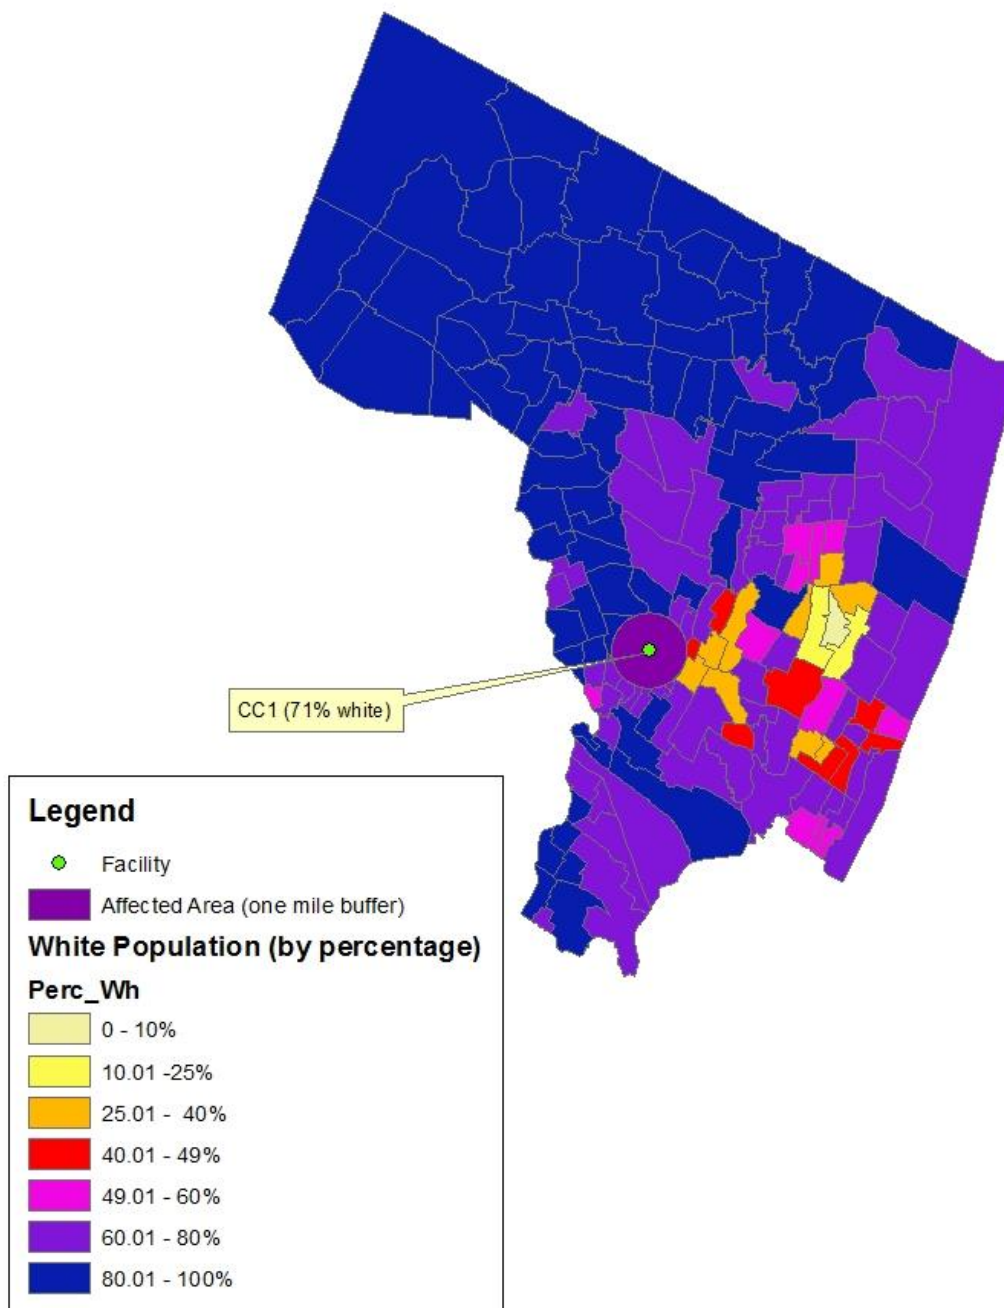 CC1 (71% white)
Legend
Facility
Affected Area (one mile buffer)
White Population (by percentage)
Perc_Wh
0 - 10%
10.01 -25%
25.01 -  40%
40.01 - 49%
49.01 - 60%
60.01 - 80%
80.01 - 100%